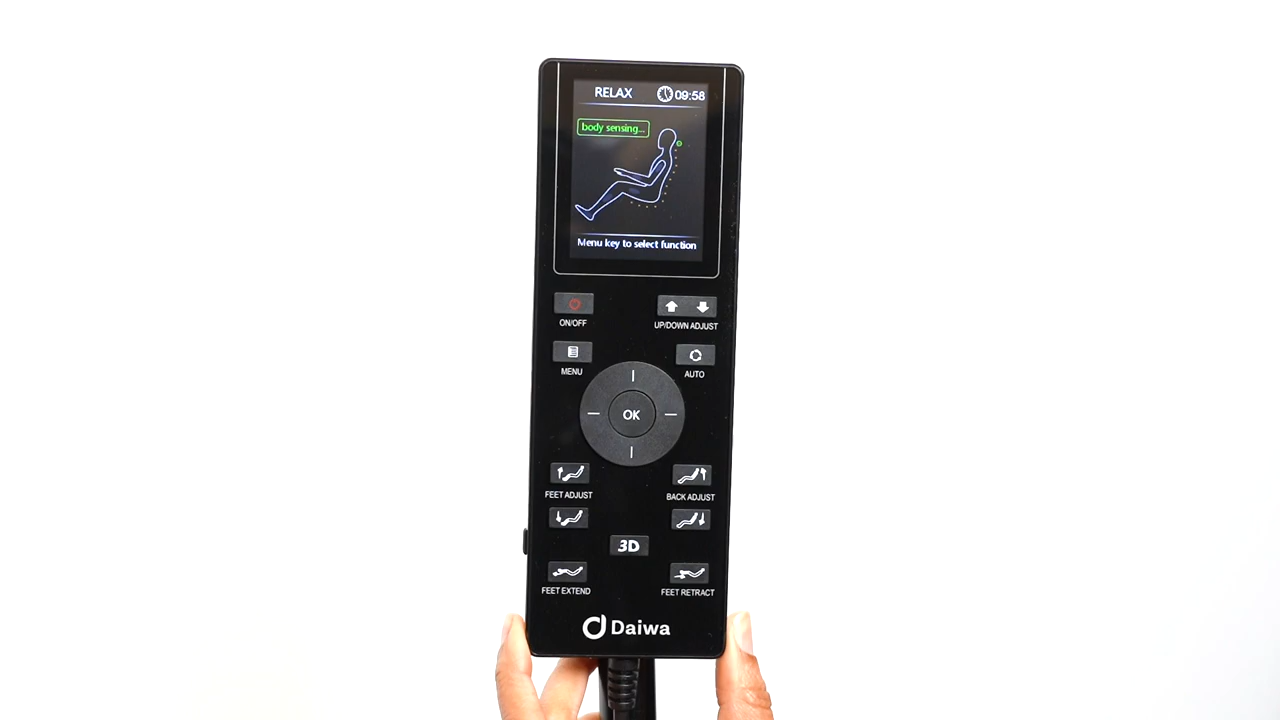 RELAX 09:58
body sensing...
Menu key to select function
ON/OFF
UP/DOWN ADJUST
MENU
AUTO
OK
FEET ADJUST
BACK ADJUST
3D
FEET EXTEND
FEET RETRACT
Daiwa